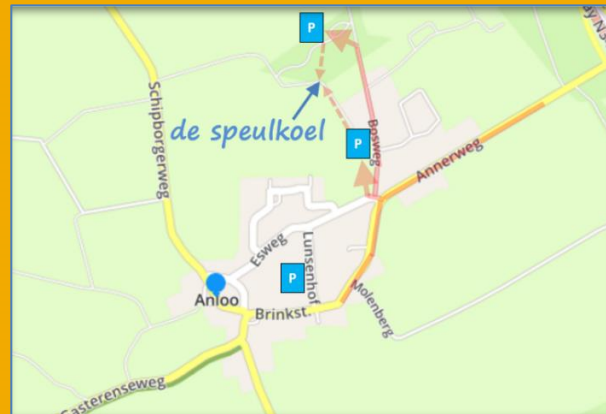 P
de speulkoel
P
Schipborgerweg
Bosweg
Annerweg
Esweg
Lunsenhof
P
Anloo
Brinkst.
Molenberg
Gasterenseweg